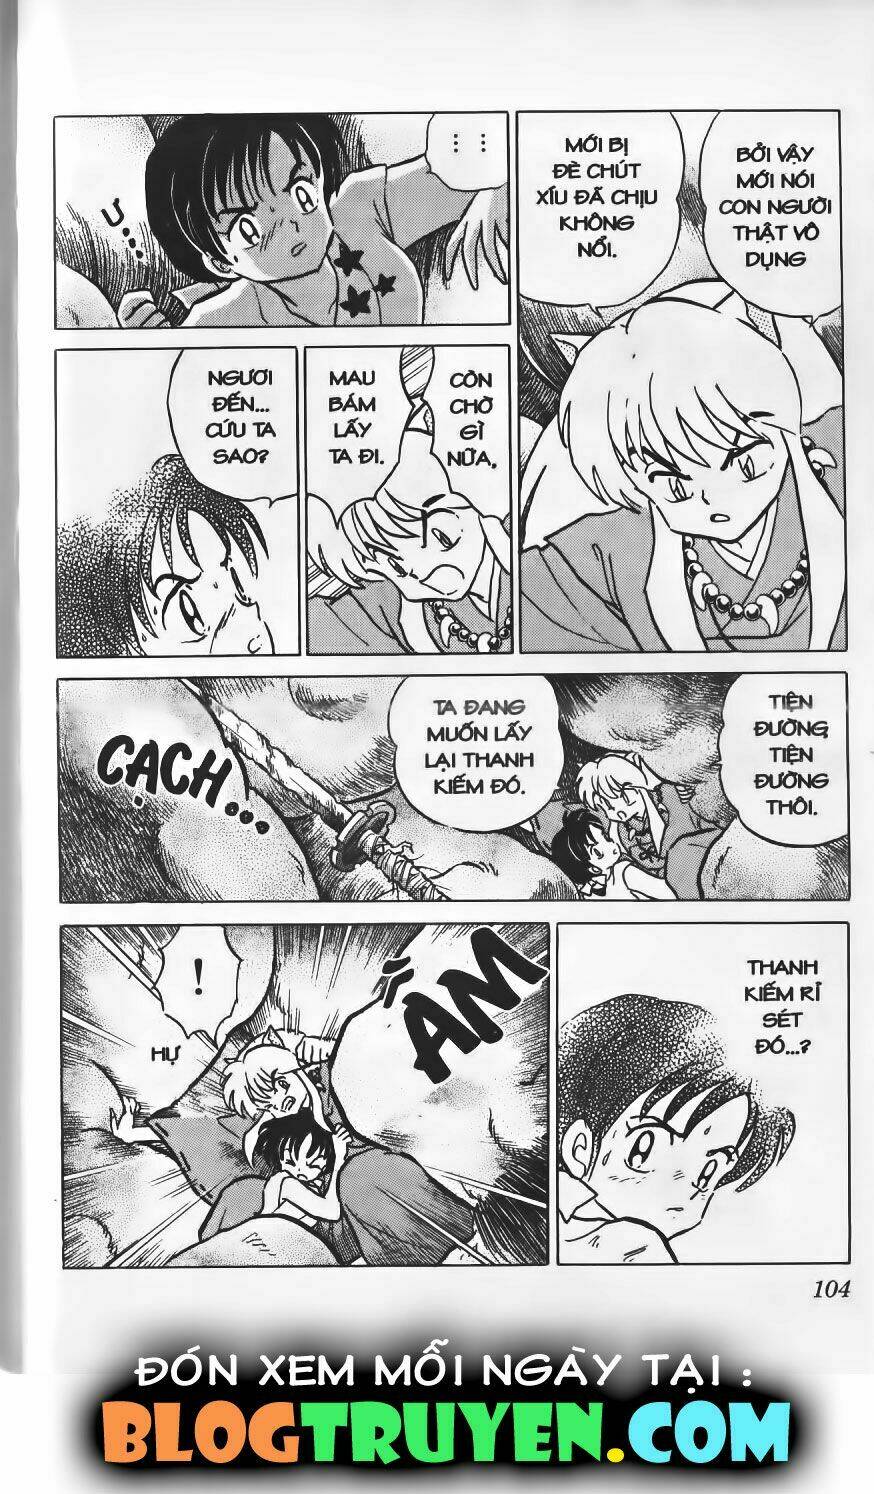 BỞI VẬY
MỚI NÓI
CON NGƯỜI
THẬT VÔ
DỤNG
MỚI BỊ
ĐÈ CHÚT
XÍU ĐÃ CHỊU
KHÔNG
NỔI.
... ...
Ư...
CÒN
CHỜ
GÌ
NỮA,
MAU
BÁM
LẤY
TA ĐI.
NGƯƠI
ĐẾN...
CỨU TA
SAO?
TIỆN
ĐƯỜNG,
TIỆN
ĐƯỜNG
THÔI.
TA ĐANG
MUỐN LẤY
LẠI THANH
KIẾM ĐÓ.
CẠCH...
THANH
KIẾM RỈ
SÉT
ĐÓ...?
ẦM
!
HỰ
104
ĐÓN XEM MỖI NGÀY TẠI :
BLOGTRUYEN.COM